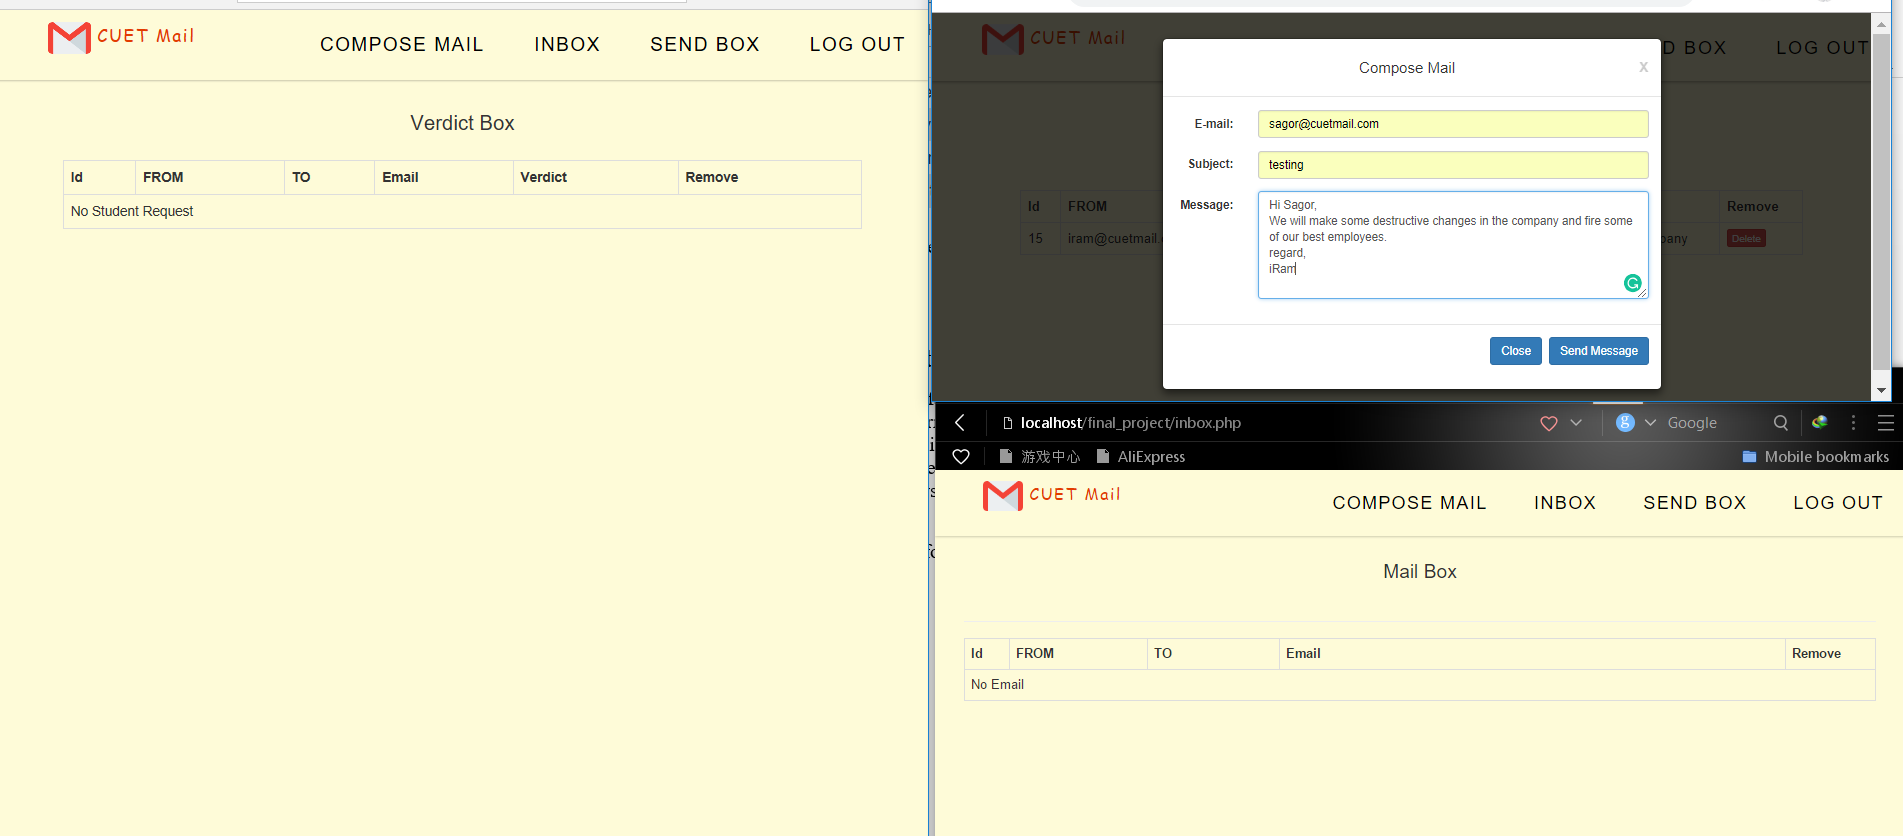 CUET Mail
COMPOSE MAIL INBOX SEND BOX LOG OUT
Verdict Box
Id FROM TO Email Verdict Remove
No Student Request
CUET Mail
BOX LOG OUT
Compose Mail X
E-mail: sagor@cuetmail.com
Subject: testing
Message: Hi Sagor,
We will make some destructive changes in the company and fire some
of our best employees.
regard,
iRam
Close Send Message
Id FROM Remove
15 iram@cuetmail. Delete
localhost/final_project/inbox.php Google
游戏中心 AliExpress Mobile bookmarks
CUET Mail
COMPOSE MAIL INBOX SEND BOX LOG OUT
Mail Box
Id FROM TO Email Remove
No Email